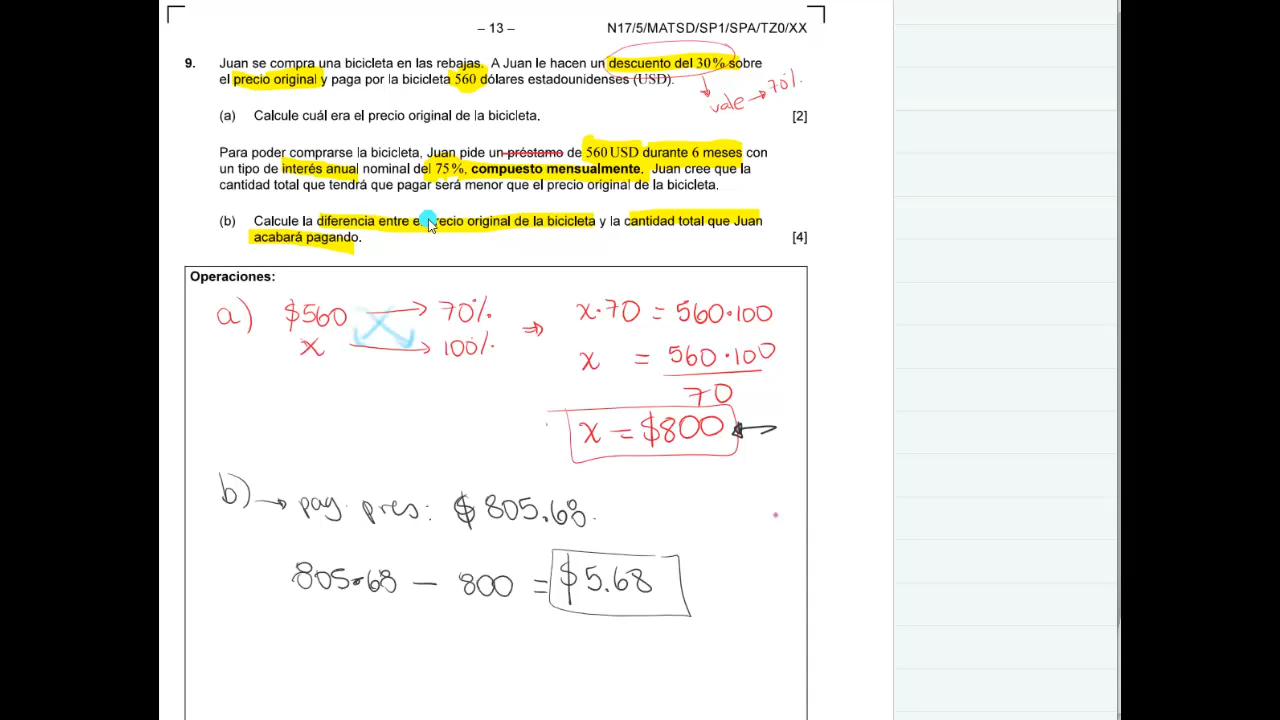 – 13 –
N17/5/MATSD/SP1/SPA/TZ0/XX
9. Juan se compra una bicicleta en las rebajas. A Juan le hacen un descuento del 30% sobre
el precio original y paga por la bicicleta 560 dólares estadounidenses (USD).
vale → 70%.
(a) Calcule cuál era el precio original de la bicicleta. [2]
Para poder comprarse la bicicleta, Juan pide un préstamo de 560 USD durante 6 meses con
un tipo de interés anual nominal del 75%, compuesto mensualmente. Juan cree que la
cantidad total que tendrá que pagar será menor que el precio original de la bicicleta.
(b) Calcule la diferencia entre el precio original de la bicicleta y la cantidad total que Juan
acabará pagando. [4]
Operaciones:
a) $560 → 70%. ⇒ x·70 = 560·100
x → 100%. x = 560·100
70
x = $800
b) → pag. pres: $805.68.
805.68 – 800 = $5.68